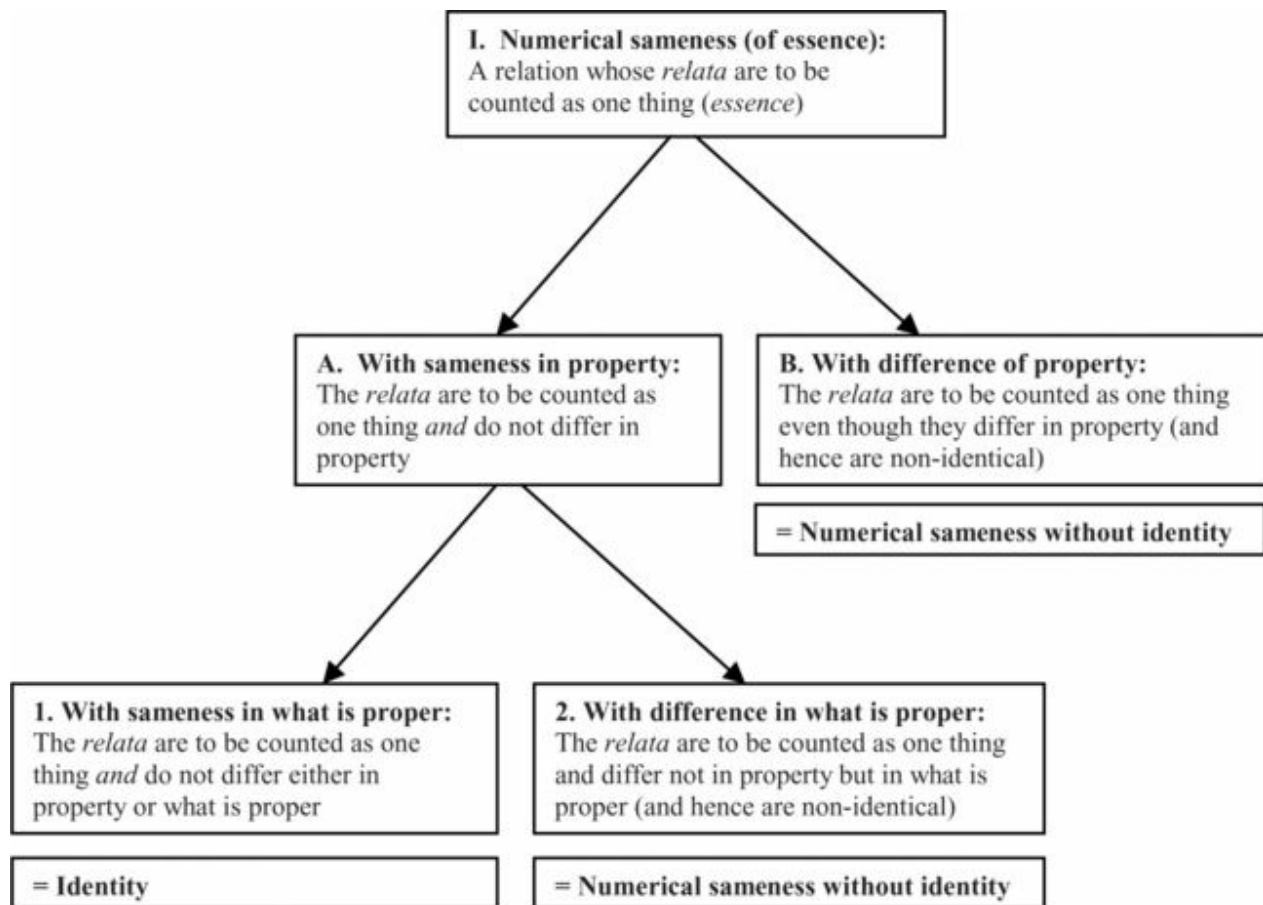 I. Numerical sameness (of essence):
A relation whose relata are to be
counted as one thing (essence)
A. With sameness in property:
The relata are to be counted as
one thing and do not differ in
property
B. With difference of property:
The relata are to be counted as one thing
even though they differ in property (and
hence are non-identical)
= Numerical sameness without identity
1. With sameness in what is proper:
The relata are to be counted as one
thing and do not differ either in
property or what is proper
= Identity
2. With difference in what is proper:
The relata are to be counted as one thing
and differ not in property but in what is
proper (and hence are non-identical)
= Numerical sameness without identity